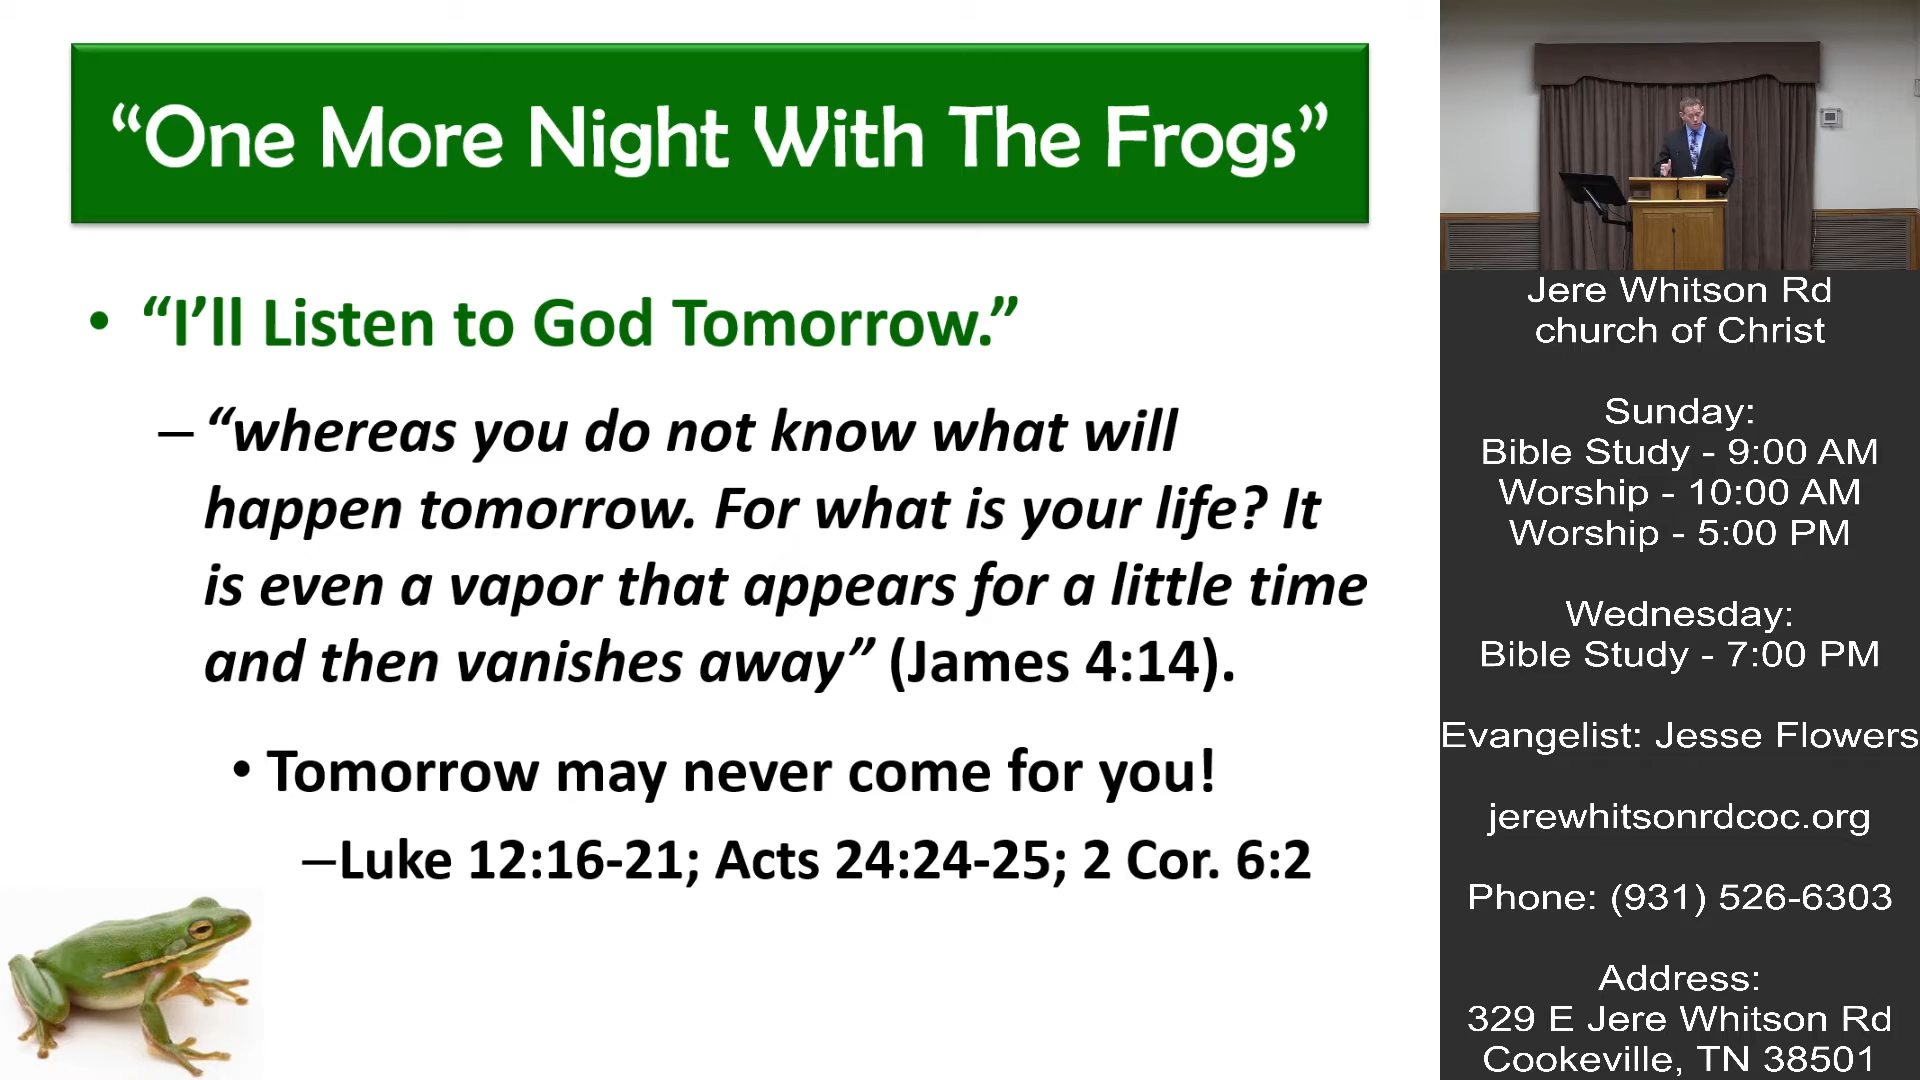 “One More Night With The Frogs”
• “I’ll Listen to God Tomorrow.”
– “whereas you do not know what will
happen tomorrow. For what is your life? It
is even a vapor that appears for a little time
and then vanishes away” (James 4:14).
• Tomorrow may never come for you!
–Luke 12:16-21; Acts 24:24-25; 2 Cor. 6:2
Jere Whitson Rd
church of Christ
Sunday:
Bible Study - 9:00 AM
Worship - 10:00 AM
Worship - 5:00 PM
Wednesday:
Bible Study - 7:00 PM
Evangelist: Jesse Flowers
jerewhitsonrdcoc.org
Phone: (931) 526-6303
Address:
329 E Jere Whitson Rd
Cookeville, TN 38501